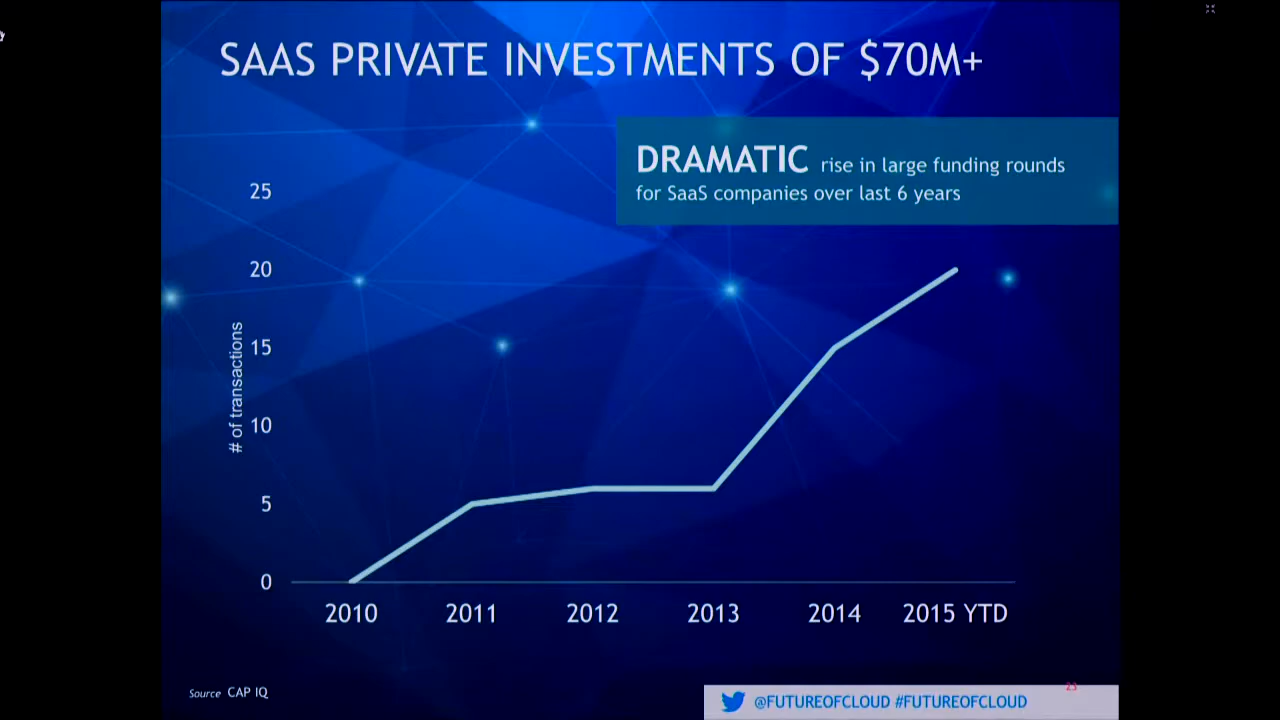 SAAS PRIVATE INVESTMENTS OF $70M+
DRAMATIC rise in large funding rounds
for SaaS companies over last 6 years
25
20
15
10
5
0
# of transactions
2010 2011 2012 2013 2014 2015 YTD
Source CAP IQ
23
@FUTUREOFCLOUD #FUTUREOFCLOUD